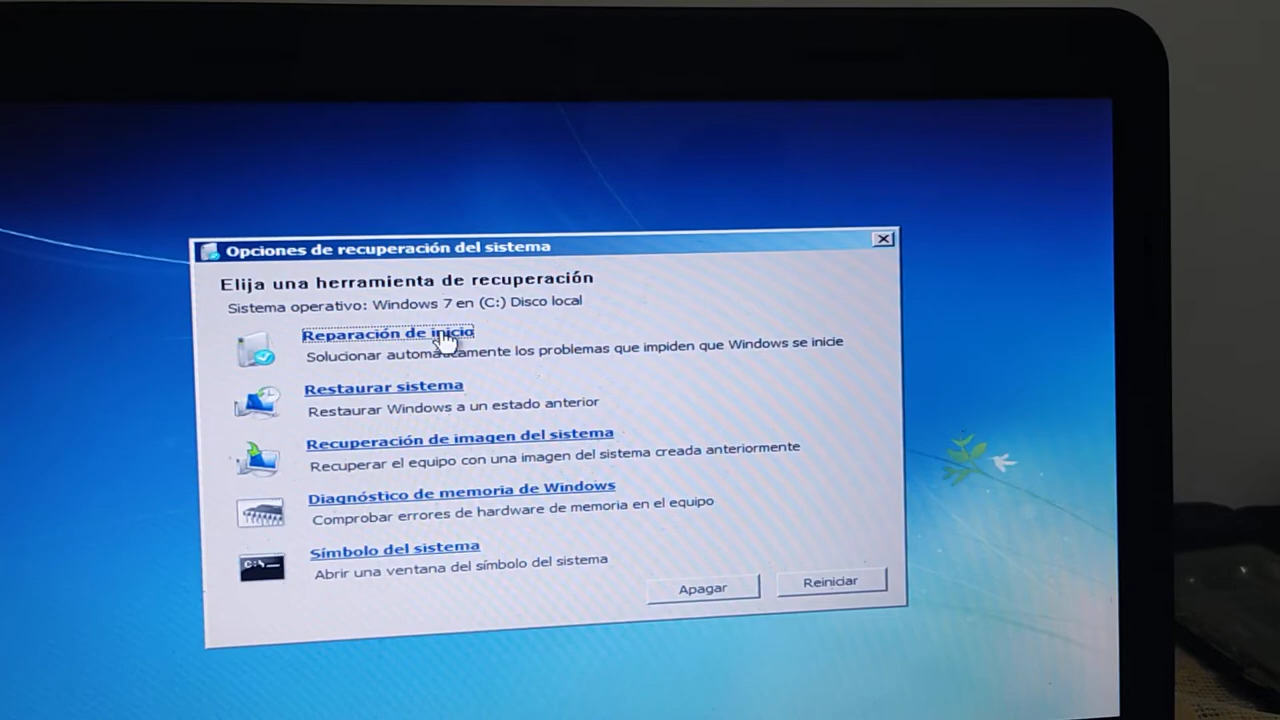 Opciones de recuperación del sistema
Elija una herramienta de recuperación
Sistema operativo: Windows 7 en (C:) Disco local
Reparación de inicio
Solucionar automáticamente los problemas que impiden que Windows se inicie
Restaurar sistema
Restaurar Windows a un estado anterior
Recuperación de imagen del sistema
Recuperar el equipo con una imagen del sistema creada anteriormente
Diagnóstico de memoria de Windows
Comprobar errores de hardware de memoria en el equipo
C:\
Símbolo del sistema
Abrir una ventana del símbolo del sistema
Apagar
Reiniciar